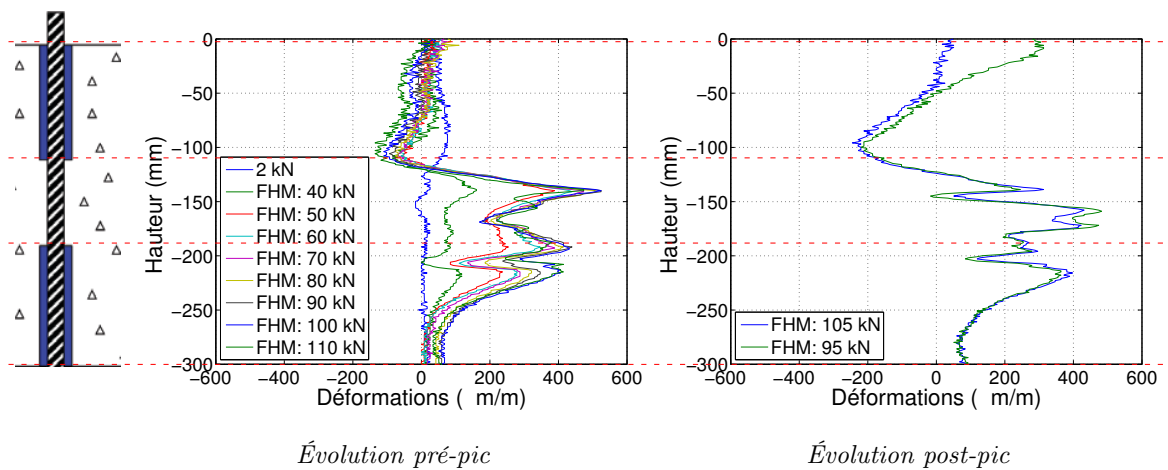 0
−50
−100
−150
−200
−250
−300
Hauteur (mm)
2 kN
FHM: 40 kN
FHM: 50 kN
FHM: 60 kN
FHM: 70 kN
FHM: 80 kN
FHM: 90 kN
FHM: 100 kN
FHM: 110 kN
−600 −400 −200 0 200 400 600
Déformations ( m/m)
Évolution pré-pic
0
−50
−100
−150
−200
−250
−300
Hauteur (mm)
FHM: 105 kN
FHM: 95 kN
−600 −400 −200 0 200 400 600
Déformations ( m/m)
Évolution post-pic